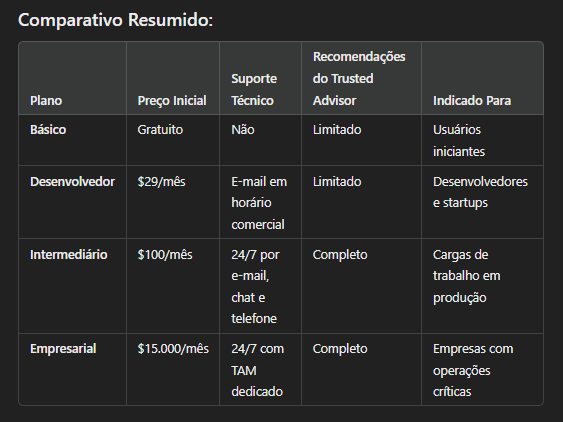 Comparativo Resumido:
Plano
Preço Inicial
Suporte
Técnico
Recomendações
do Trusted
Advisor
Indicado Para
Básico
Gratuito
Não
Limitado
Usuários
iniciantes
Desenvolvedor
$29/mês
E-mail em
horário
comercial
Limitado
Desenvolvedores
e startups
Intermediário
$100/mês
24/7 por
e-mail,
chat e
telefone
Completo
Cargas de
trabalho em
produção
Empresarial
$15.000/mês
24/7 com
TAM
dedicado
Completo
Empresas com
operações
críticas